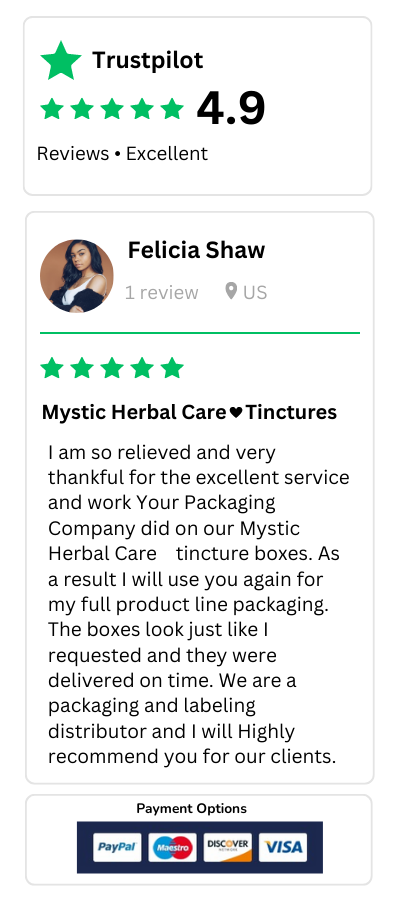 Trustpilot
4.9
Reviews • Excellent
Felicia Shaw
1 review US
Mystic Herbal Care♥Tinctures
I am so relieved and very
thankful for the excellent service
and work Your Packaging
Company did on our Mystic
Herbal Care tincture boxes. As
a result I will use you again for
my full product line packaging.
The boxes look just like I
requested and they were
delivered on time. We are a
packaging and labeling
distributor and I will Highly
recommend you for our clients.
Payment Options
PayPal Maestro DISCOVER VISA
NETWORK